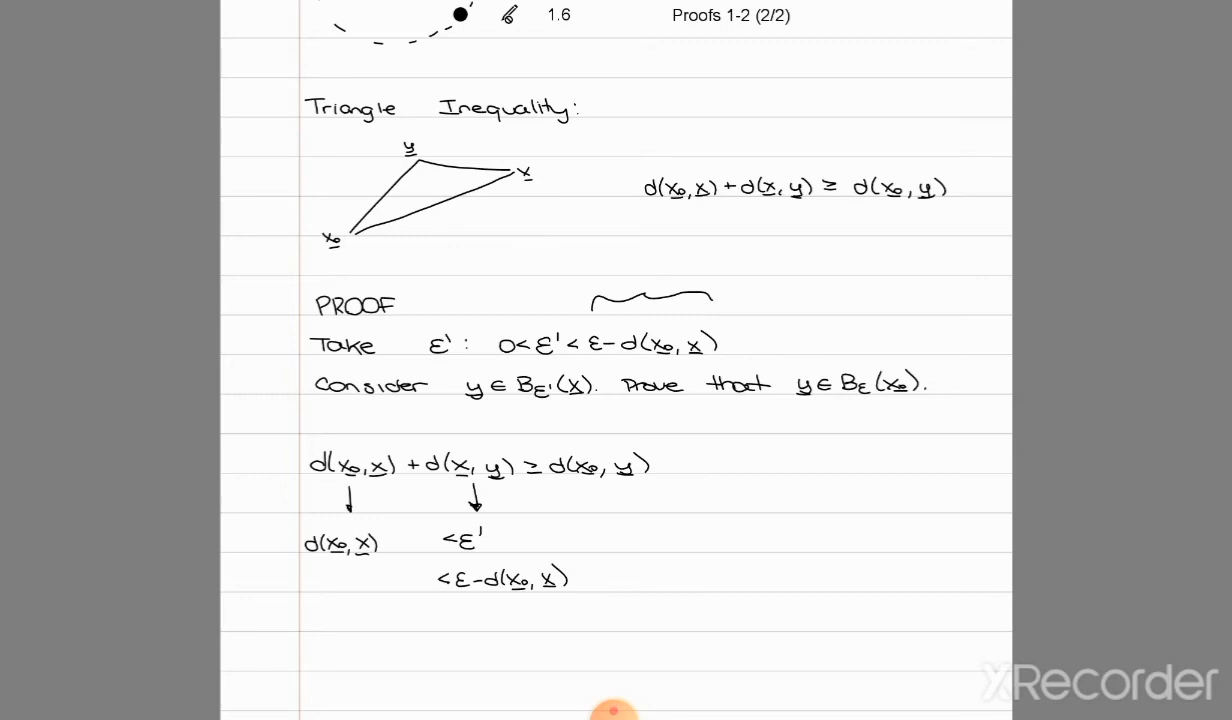 1.6 Proofs 1-2 (2/2)
Triangle Inequality:
y
x
x₀
d(x₀, x) + d(x, y) ≥ d(x₀, y)
PROOF
Take ε' : 0 < ε' < ε - d(x₀, x)
Consider y ∈ Bε'(x). Prove that y ∈ Bε(x₀).
d(x₀, x) + d(x, y) ≥ d(x₀, y)
↓ ↓
d(x₀, x) < ε'
< ε - d(x₀, x)
XRecorder